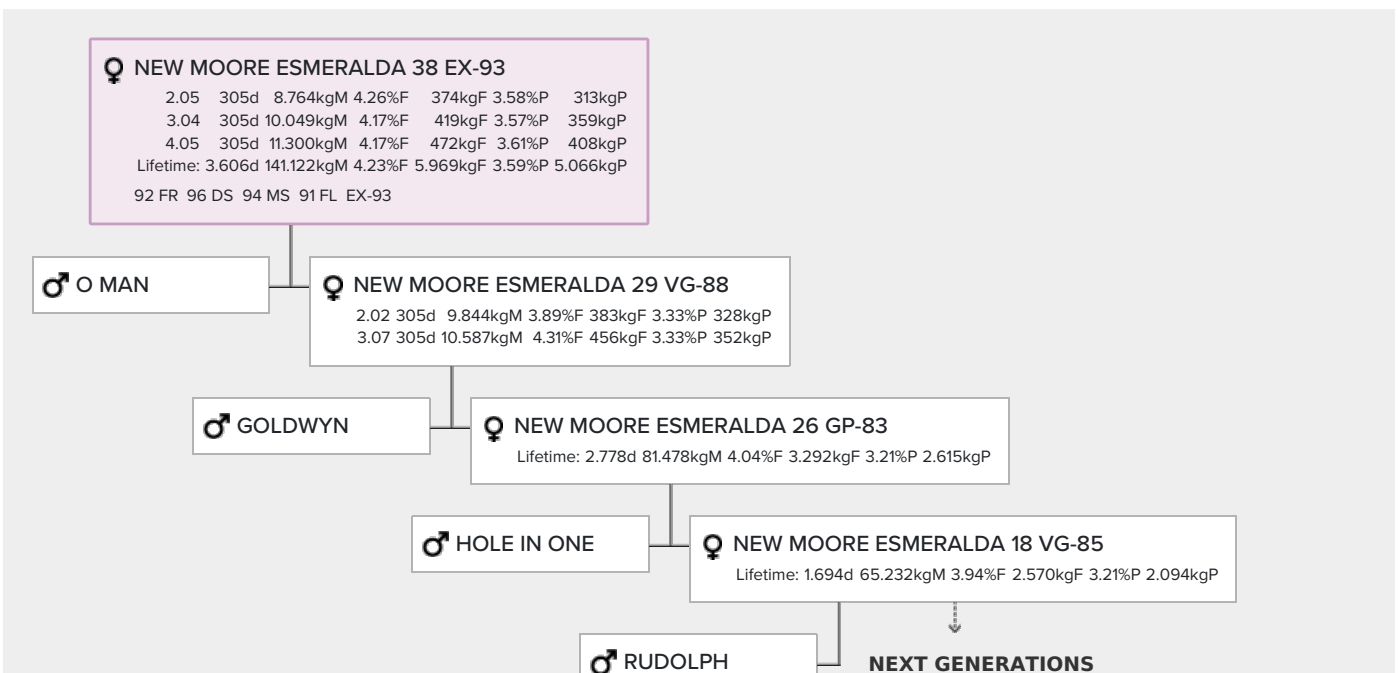 NEW MOORE ESMERALDA 38 EX-93
2.05 305d 8.764kgM 4.26%F 374kgF 3.58%P 313kgP
3.04 305d 10.049kgM 4.17%F 419kgF 3.57%P 359kgP
4.05 305d 11.300kgM 4.17%F 472kgF 3.61%P 408kgP
Lifetime: 3.606d 141.122kgM 4.23%F 5.969kgF 3.59%P 5.066kgP
92 FR 96 DS 94 MS 91 FL EX-93
O MAN
NEW MOORE ESMERALDA 29 VG-88
2.02 305d 9.844kgM 3.89%F 383kgF 3.33%P 328kgP
3.07 305d 10.587kgM 4.31%F 456kgF 3.33%P 352kgP
GOLDWYN
NEW MOORE ESMERALDA 26 GP-83
Lifetime: 2.778d 81.478kgM 4.04%F 3.292kgF 3.21%P 2.615kgP
HOLE IN ONE
NEW MOORE ESMERALDA 18 VG-85
Lifetime: 1.694d 65.232kgM 3.94%F 2.570kgF 3.21%P 2.094kgP
RUDOLPH
NEXT GENERATIONS